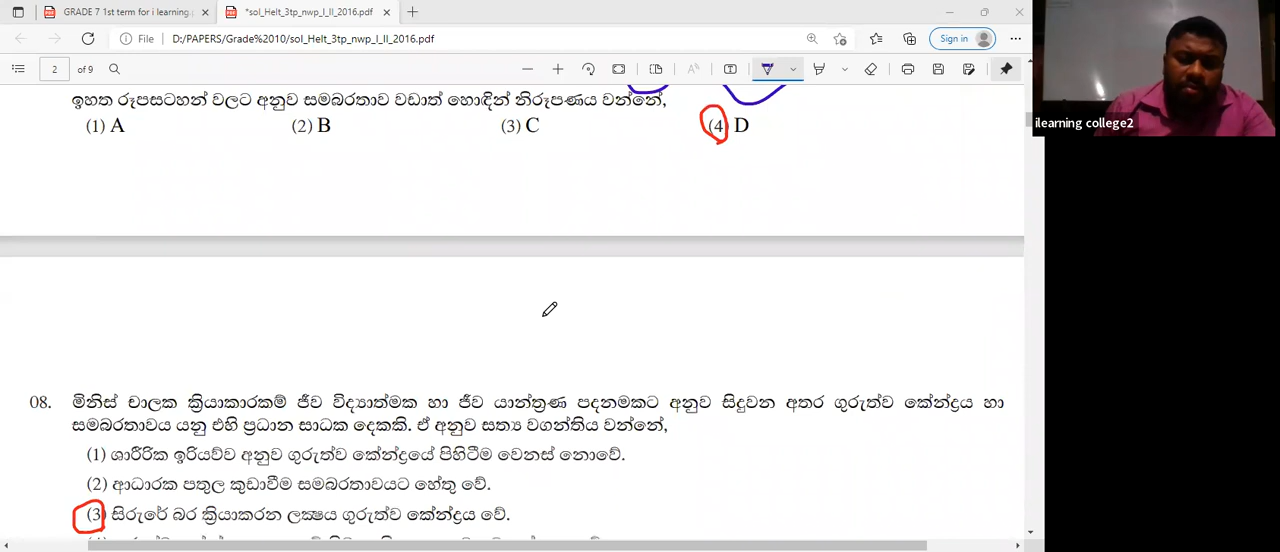 GRADE 7 1st term for i learning
*sol_Helt_3tp_nwp_I_II_2016.pdf
File D:/PAPERS/Grade%2010/sol_Helt_3tp_nwp_I_II_2016.pdf
Sign in
2 of 9
ඉහත රූපසටහන් වලට අනුව සමබරතාව වඩාත් හොඳින් නිරූපණය වන්නේ,
(1) A (2) B (3) C (4) D
ilearning college2
08. මිනිස් චාලක ක්‍රියාකාරකම් ජීව විද්‍යාත්මක හා ජීව යාන්ත්‍රණ පදනමකට අනුව සිදුවන අතර ගුරුත්ව කේන්ද්‍රය හා
සමබරතාවය යනු එහි ප්‍රධාන සාධක දෙකකි. ඒ අනුව සත්‍ය වගන්තිය වන්නේ,
(1) ශාරීරික ඉරියව්ව අනුව ගුරුත්ව කේන්ද්‍රයේ පිහිටීම වෙනස් නොවේ.
(2) ආධාරක පතුල කුඩාවීම සමබරතාවයට හේතු වේ.
(3) සිරුරේ බර ක්‍රියාකරන ලක්‍ෂය ගුරුත්ව කේන්ද්‍රය වේ.